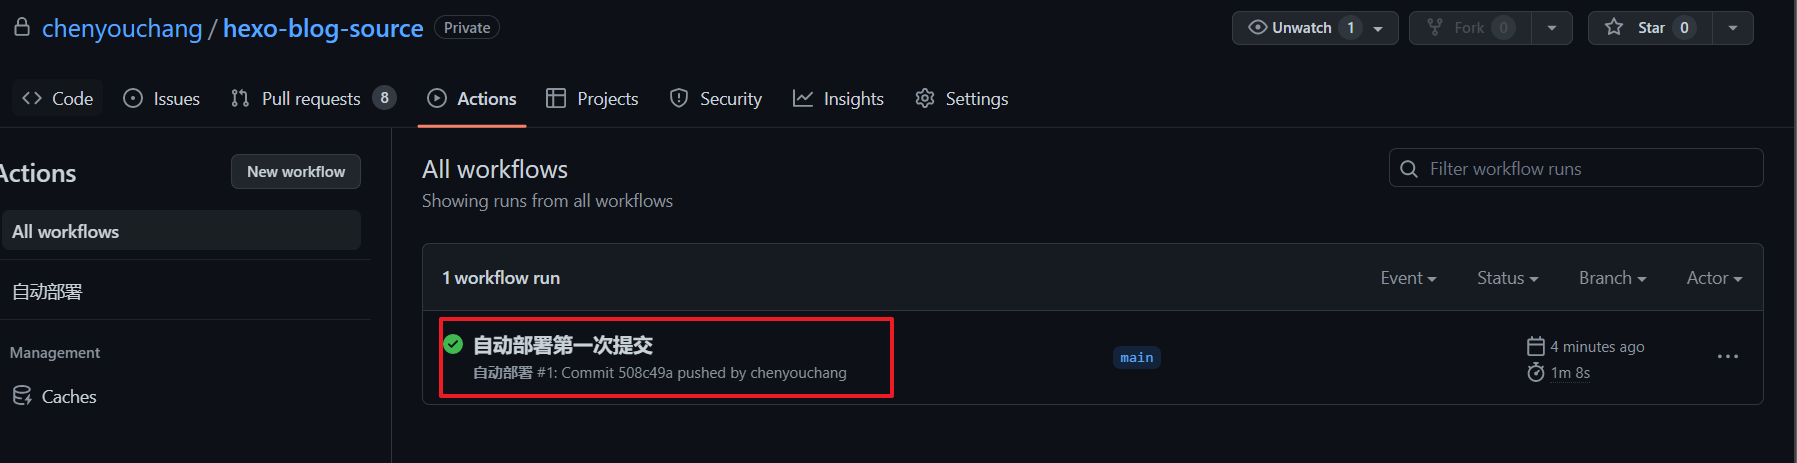 chenyouchang / hexo-blog-source Private
Unwatch 1 Fork 0 Star 0
Code Issues Pull requests 8 Actions Projects Security Insights Settings
Actions New workflow
All workflows
自动部署
Management
Caches
All workflows
Showing runs from all workflows
Filter workflow runs
1 workflow run Event Status Branch Actor
自动部署第一次提交
自动部署 #1: Commit 508c49a pushed by chenyouchang
main
4 minutes ago
1m 8s